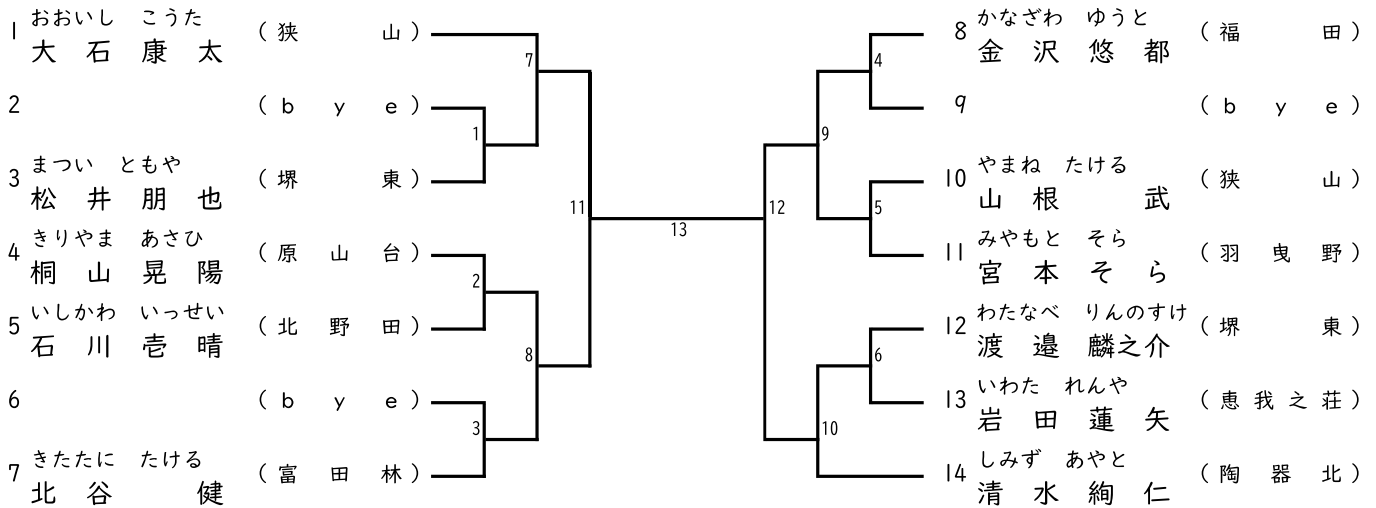 おおいし こうた
1 大石康太 (狭山)
2 (bye)
まつい ともや
3 松井朋也 (堺東)
きりやま あさひ
4 桐山晃陽 (原山台)
いしかわ いっせい
5 石川壱晴 (北野田)
6 (bye)
きたたに たける
7 北谷健 (富田林)
7
1
11
2
8
3
13
4
9
12
5
6
10
かなざわ ゆうと
8 金沢悠都 (福田)
9 (bye)
やまね たける
10 山根武 (狭山)
みやもと そら
11 宮本そら (羽曳野)
わたなべ りんのすけ
12 渡邉麟之介 (堺東)
いわた れんや
13 岩田蓮矢 (恵我之荘)
しみず あやと
14 清水絢仁 (陶器北)